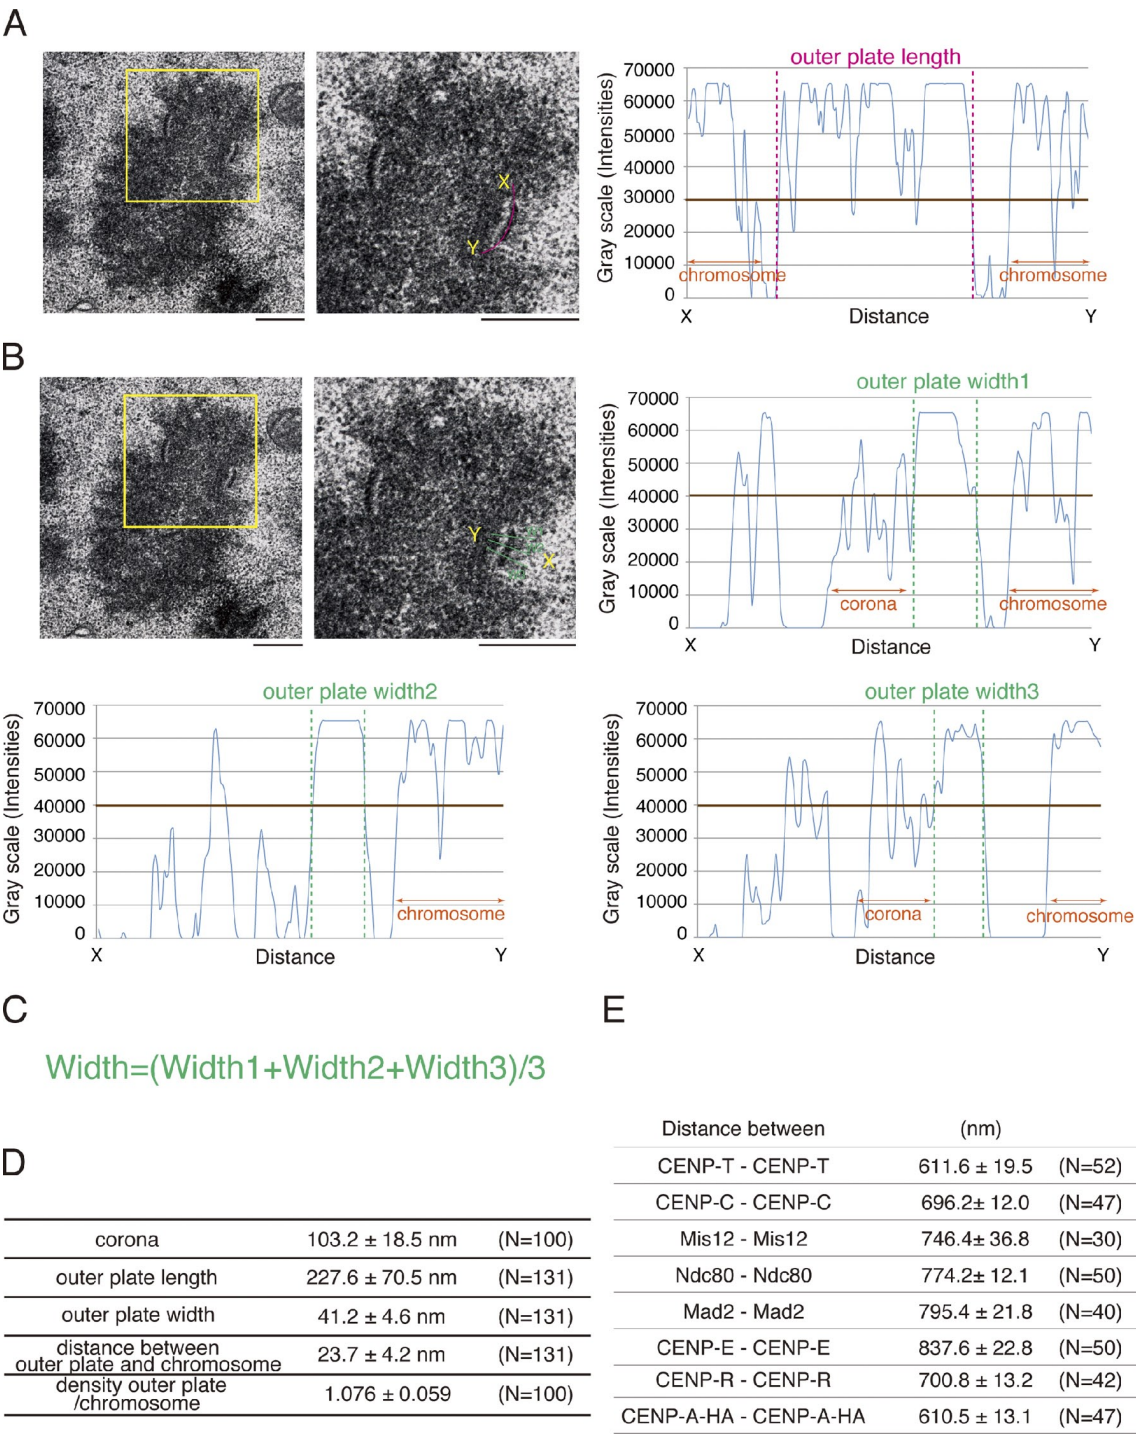 A
X
Y
outer plate length
Gray scale (Intensities)
70000
60000
50000
40000
30000
20000
10000
0
chromosome
chromosome
X
Distance
Y
B
Y
X
outer plate width1
Gray scale (Intensities)
70000
60000
50000
40000
30000
20000
10000
0
corona
chromosome
X
Distance
Y
outer plate width2
Gray scale (Intensities)
70000
60000
50000
40000
30000
20000
10000
0
chromosome
X
Distance
Y
outer plate width3
Gray scale (Intensities)
70000
60000
50000
40000
30000
20000
10000
0
corona
chromosome
X
Distance
Y
C
Width=(Width1+Width2+Width3)/3
D
corona 103.2 ± 18.5 nm (N=100)
outer plate length 227.6 ± 70.5 nm (N=131)
outer plate width 41.2 ± 4.6 nm (N=131)
distance between
outer plate and chromosome 23.7 ± 4.2 nm (N=131)
density outer plate
/chromosome 1.076 ± 0.059 (N=100)
E
Distance between (nm)
CENP-T - CENP-T 611.6 ± 19.5 (N=52)
CENP-C - CENP-C 696.2± 12.0 (N=47)
Mis12 - Mis12 746.4± 36.8 (N=30)
Ndc80 - Ndc80 774.2± 12.1 (N=50)
Mad2 - Mad2 795.4 ± 21.8 (N=40)
CENP-E - CENP-E 837.6 ± 22.8 (N=50)
CENP-R - CENP-R 700.8 ± 13.2 (N=42)
CENP-A-HA - CENP-A-HA 610.5 ± 13.1 (N=47)